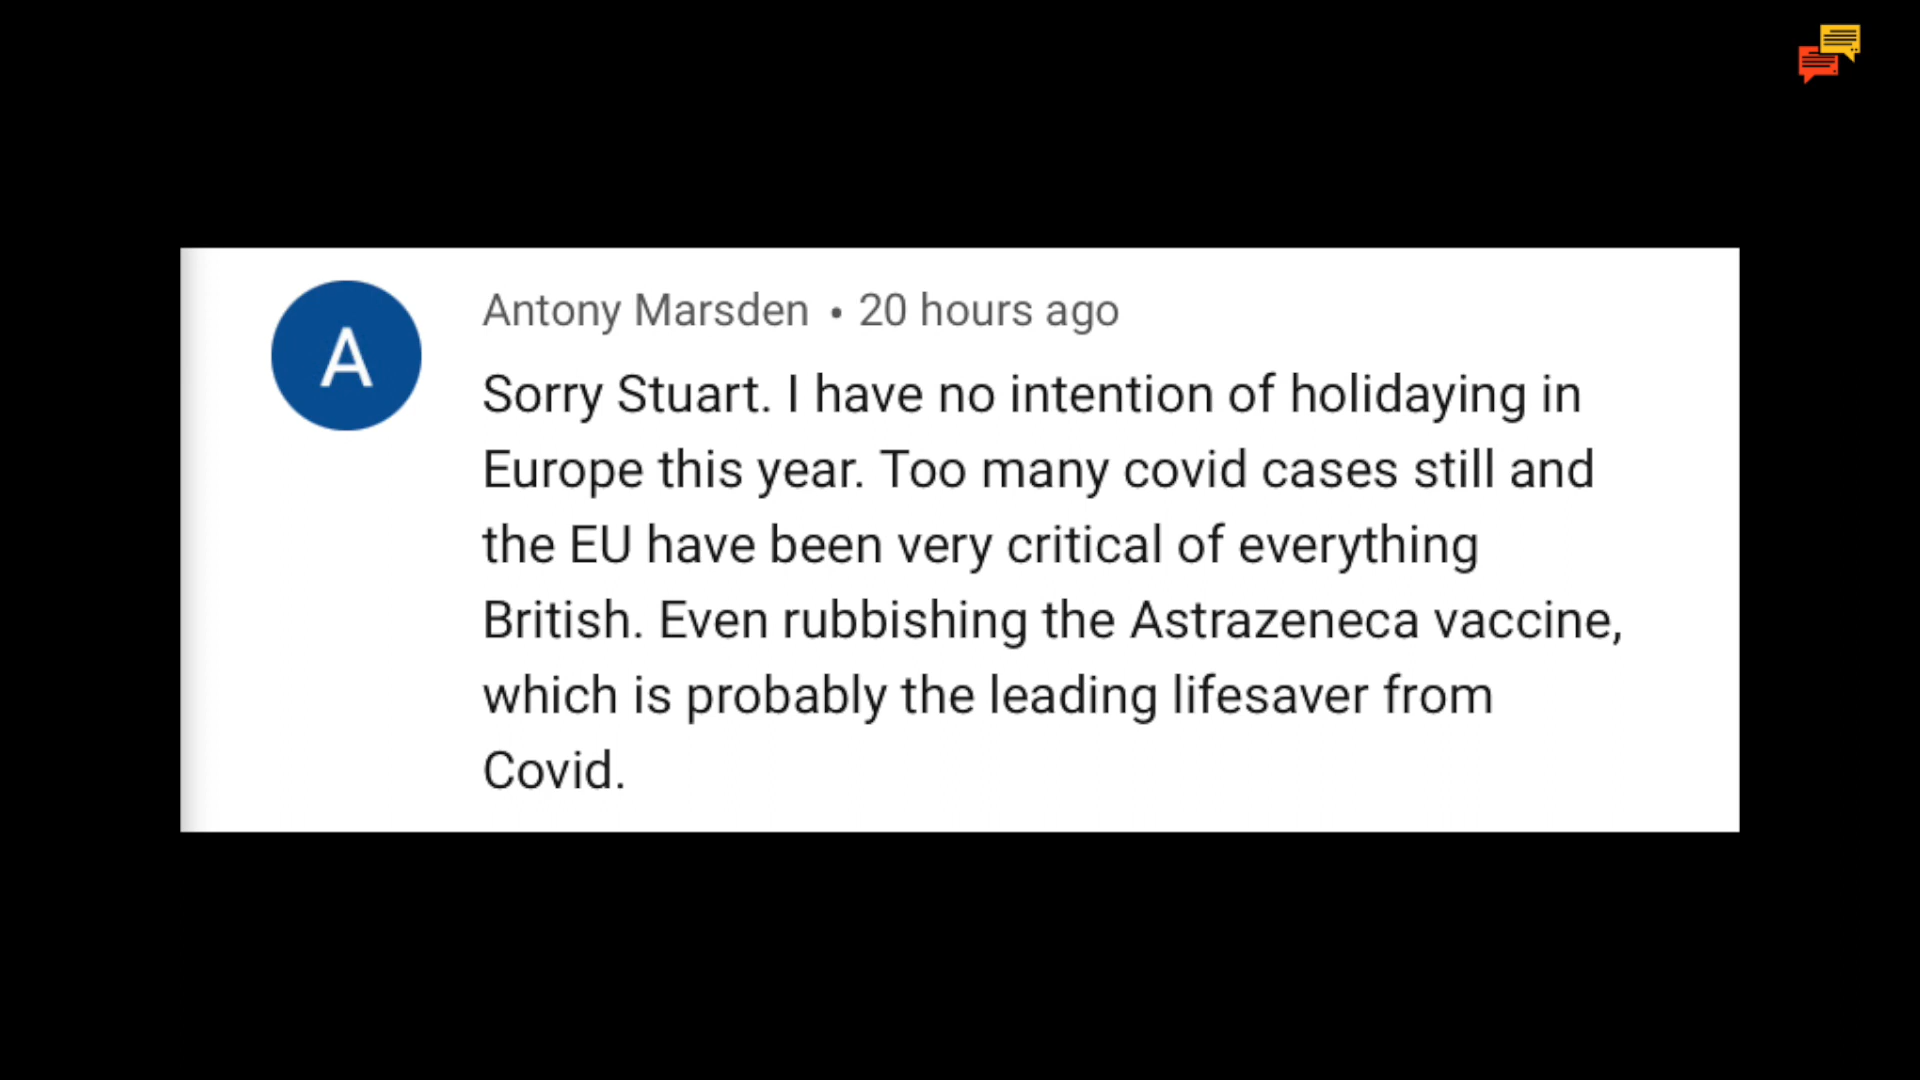 A
Antony Marsden • 20 hours ago
Sorry Stuart. I have no intention of holidaying in
Europe this year. Too many covid cases still and
the EU have been very critical of everything
British. Even rubbishing the Astrazeneca vaccine,
which is probably the leading lifesaver from
Covid.